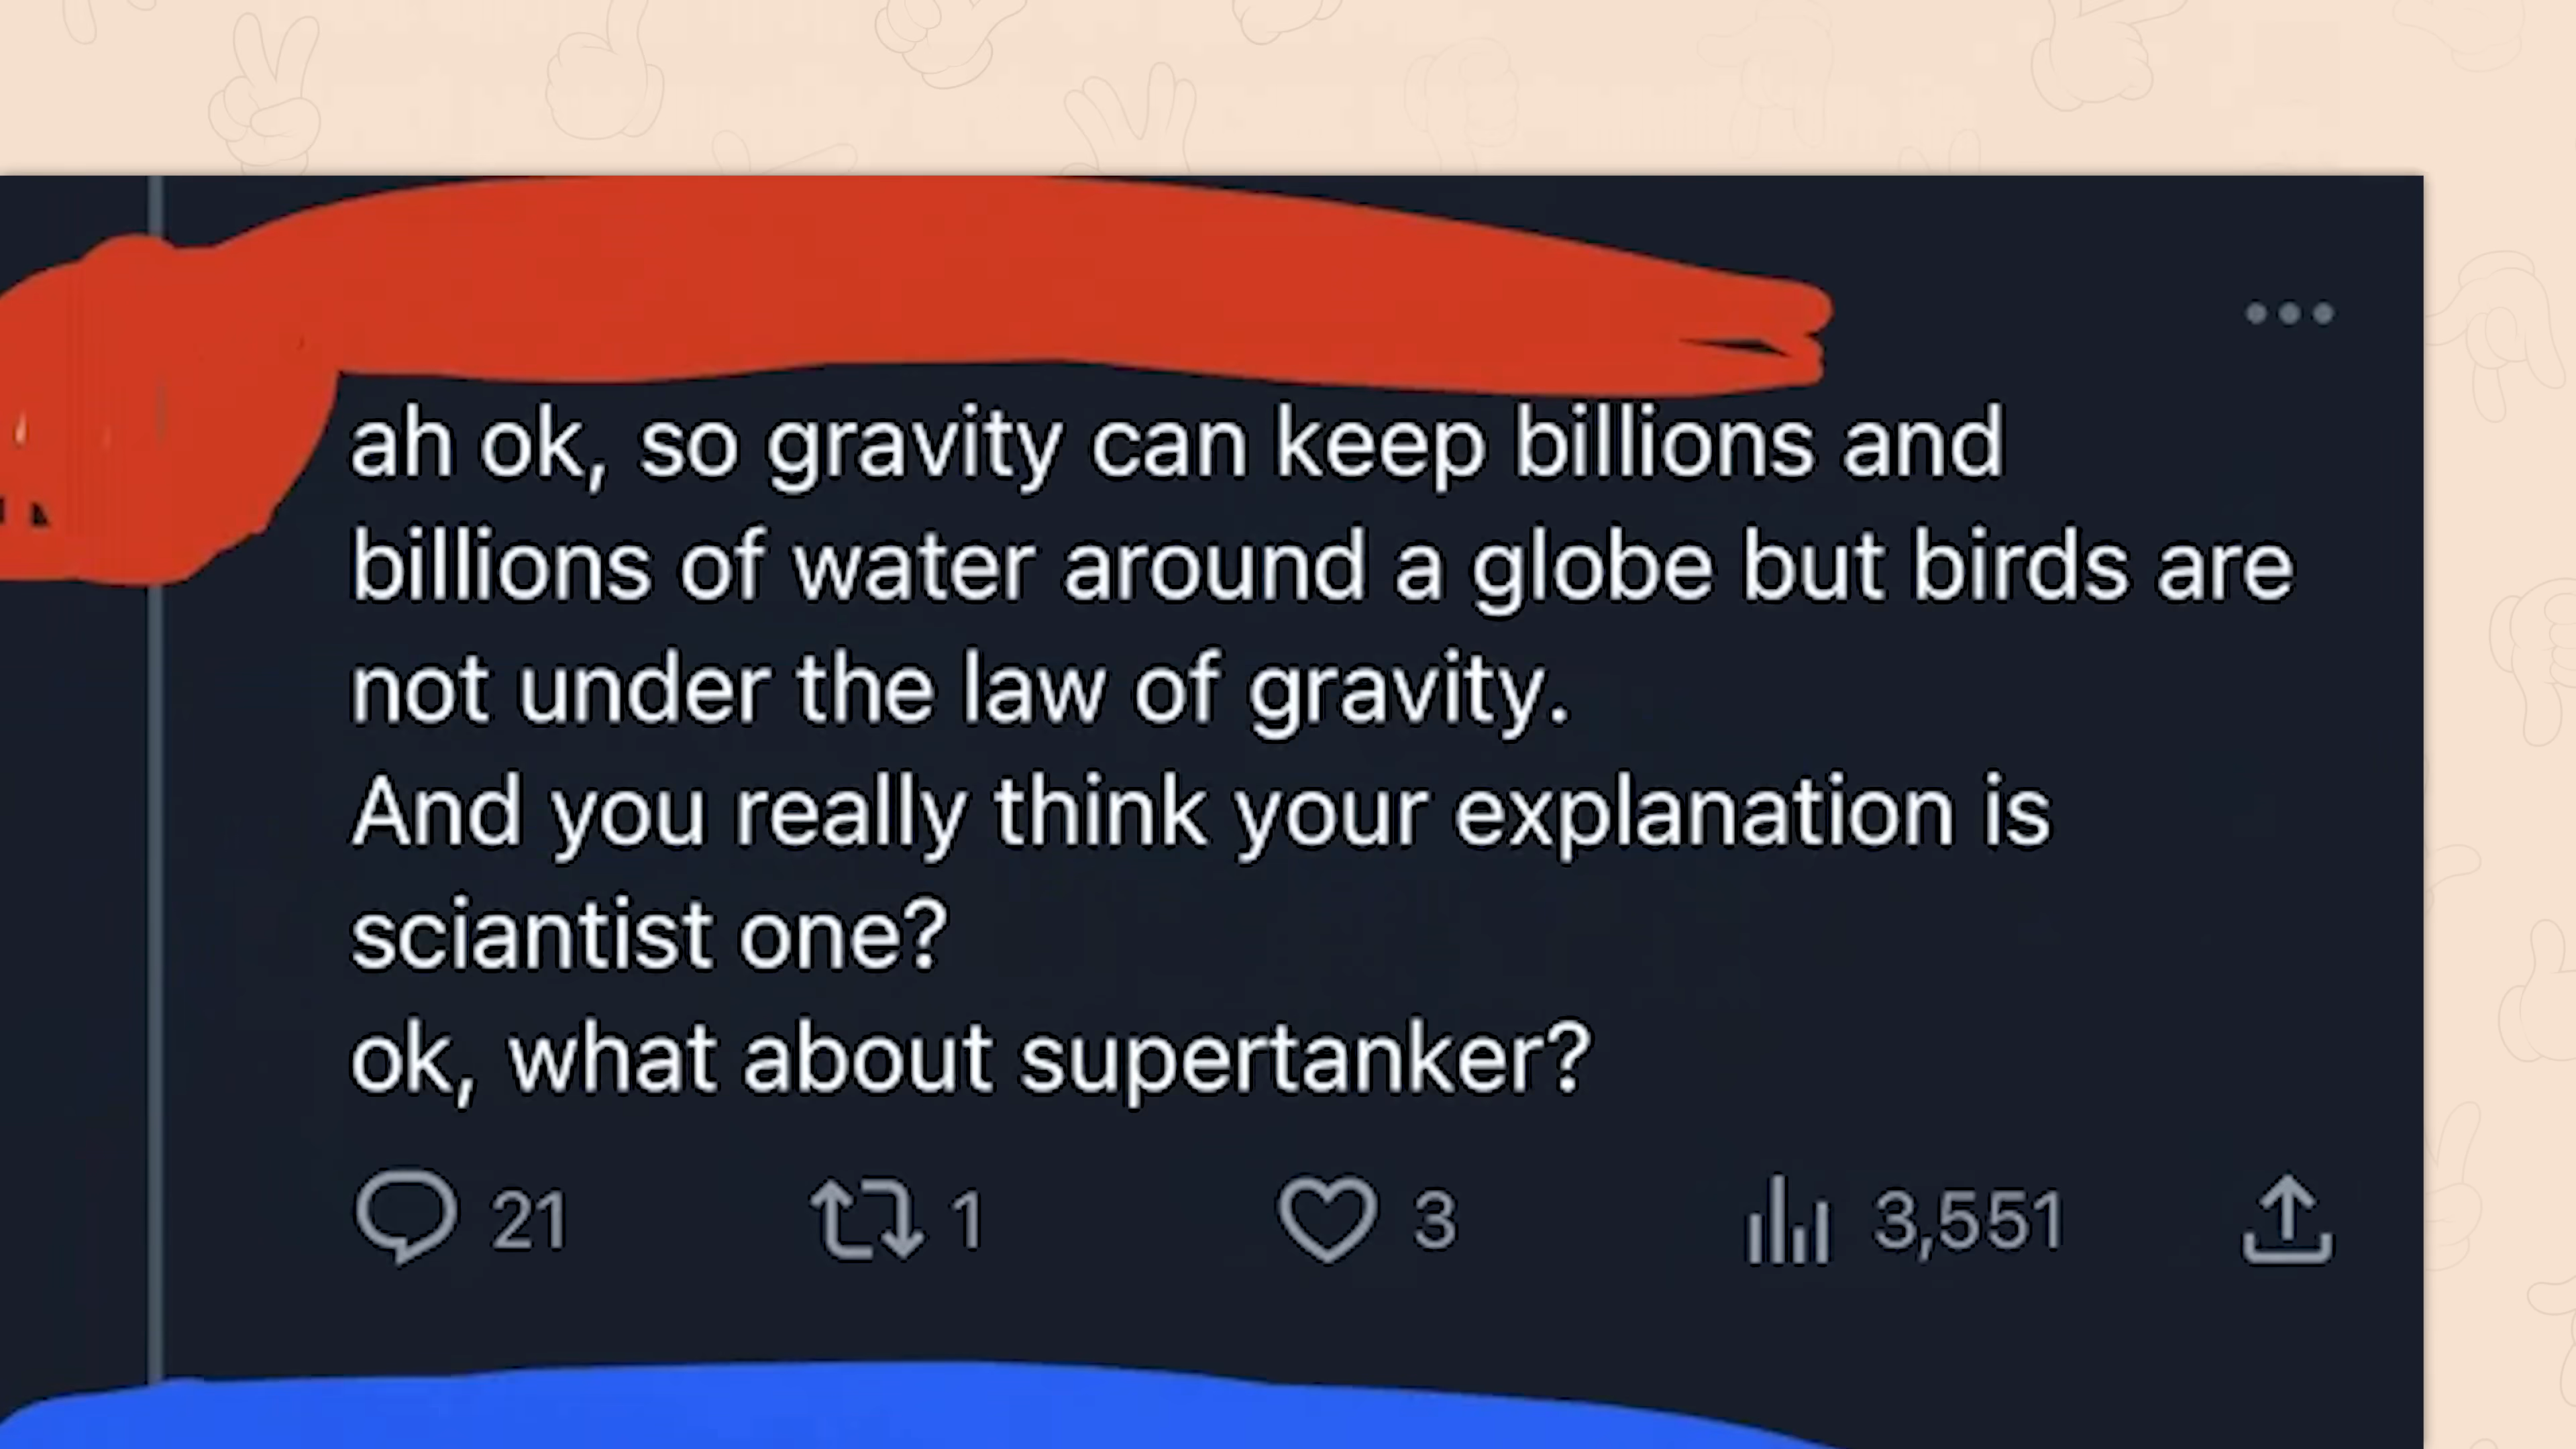 ah ok, so gravity can keep billions and
billions of water around a globe but birds are
not under the law of gravity.
And you really think your explanation is
sciantist one?
ok, what about supertanker?
21 1 3 3,551